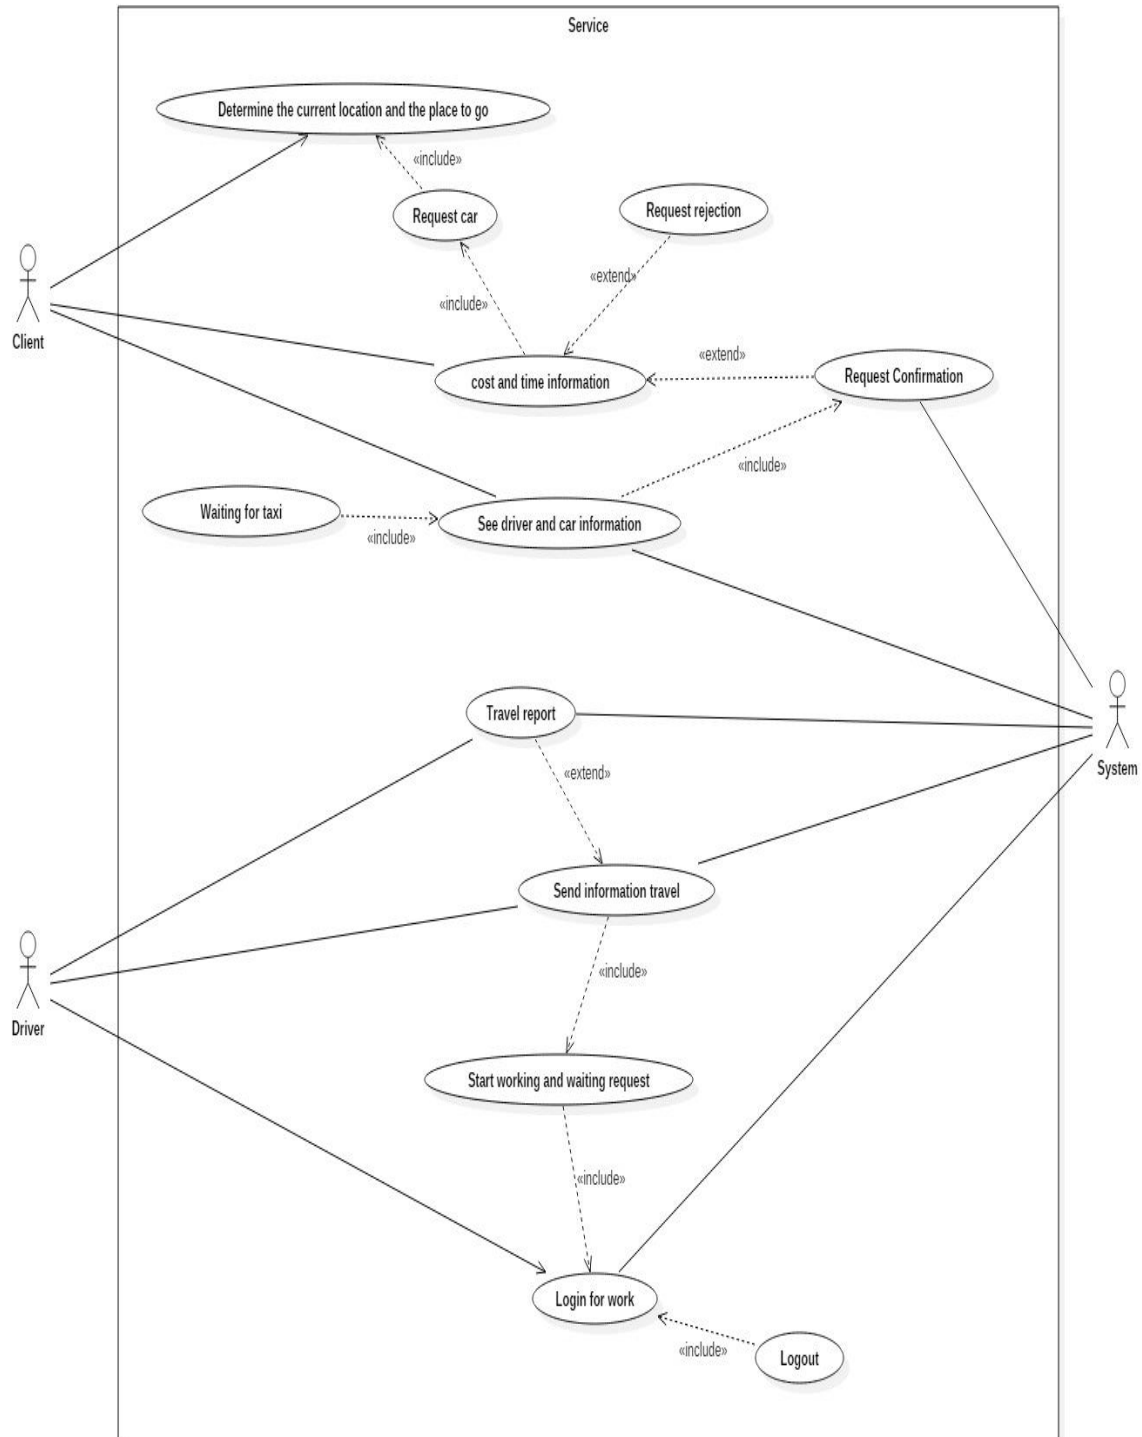 Service
Determine the current location and the place to go
«include»
Request car
Request rejection
«extend»
«include»
Client
«extend»
cost and time information
Request Confirmation
«include»
Waiting for taxi
See driver and car information
«include»
Travel report
System
«extend»
Send information travel
«include»
Driver
Start working and waiting request
«include»
Login for work
«include»
Logout